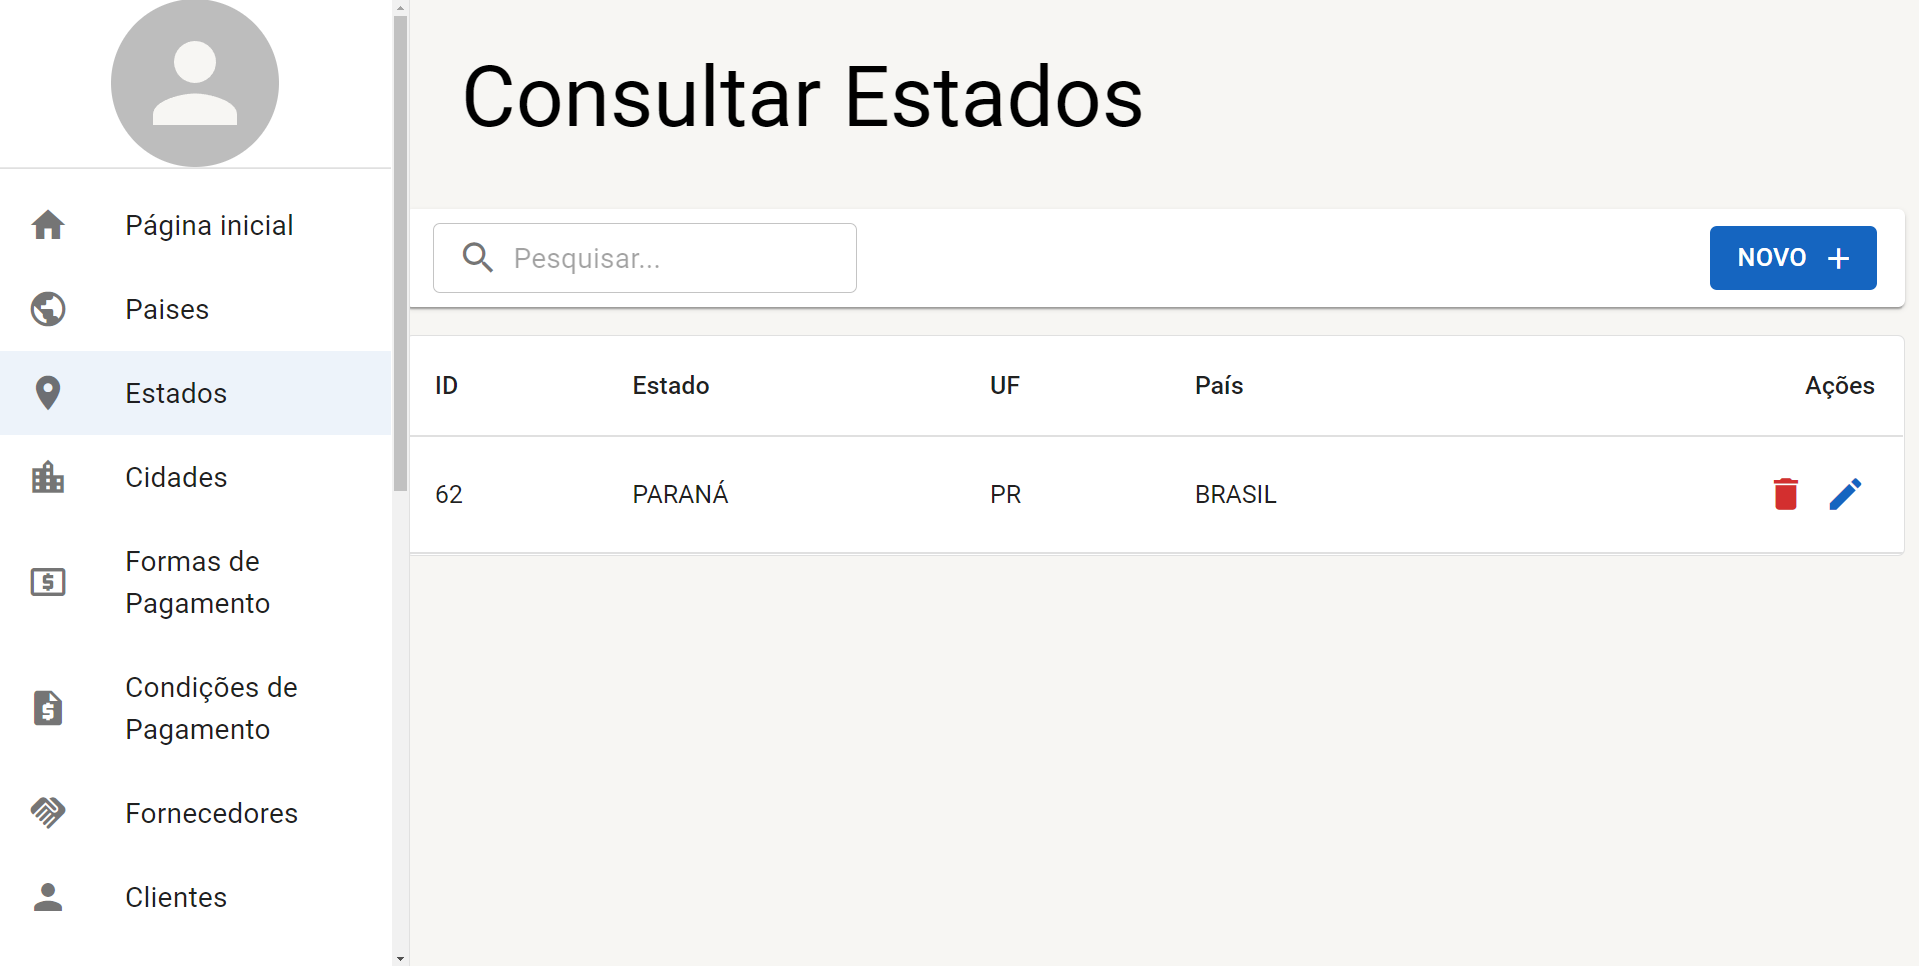 Consultar Estados
Página inicial
Paises
Estados
Cidades
Formas de
Pagamento
Condições de
Pagamento
Fornecedores
Clientes
Pesquisar...
NOVO +
ID Estado UF País Ações
62 PARANÁ PR BRASIL